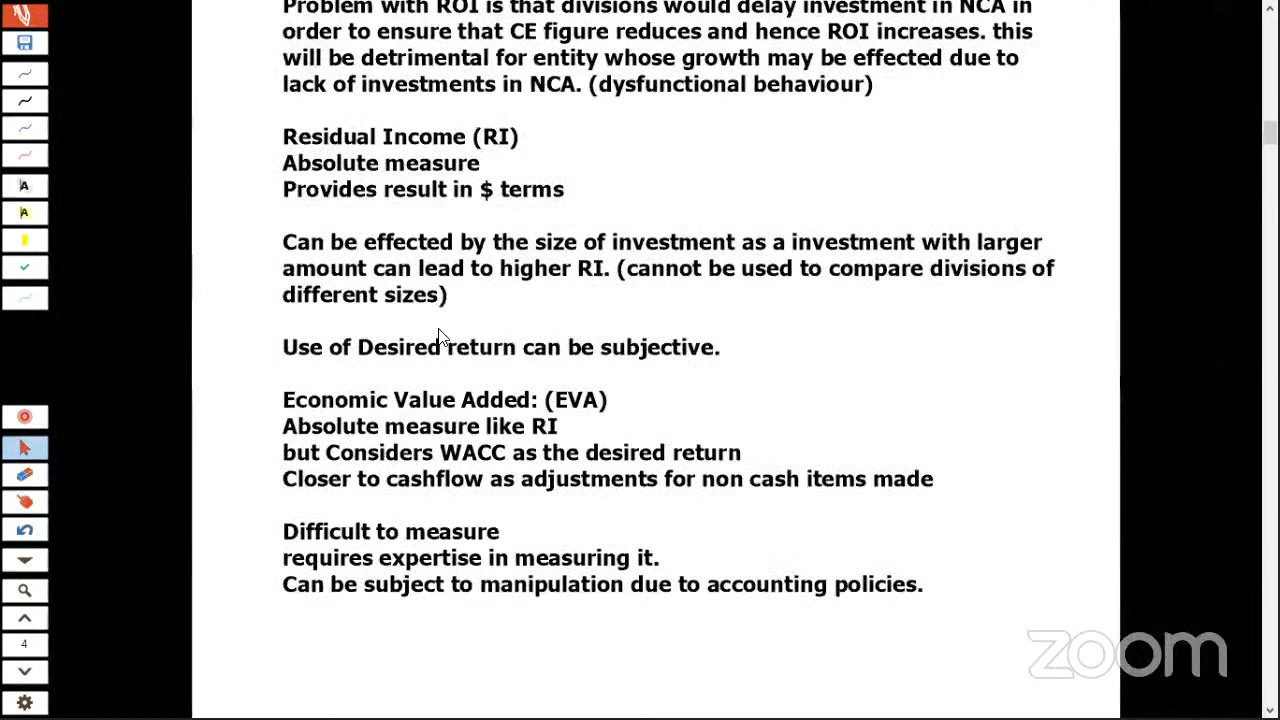 Problem with ROI is that divisions would delay investment in NCA in
order to ensure that CE figure reduces and hence ROI increases. this
will be detrimental for entity whose growth may be effected due to
lack of investments in NCA. (dysfunctional behaviour)
Residual Income (RI)
Absolute measure
Provides result in $ terms
Can be effected by the size of investment as a investment with larger
amount can lead to higher RI. (cannot be used to compare divisions of
different sizes)
Use of Desired return can be subjective.
Economic Value Added: (EVA)
Absolute measure like RI
but Considers WACC as the desired return
Closer to cashflow as adjustments for non cash items made
Difficult to measure
requires expertise in measuring it.
Can be subject to manipulation due to accounting policies.
A
A
4
zoom